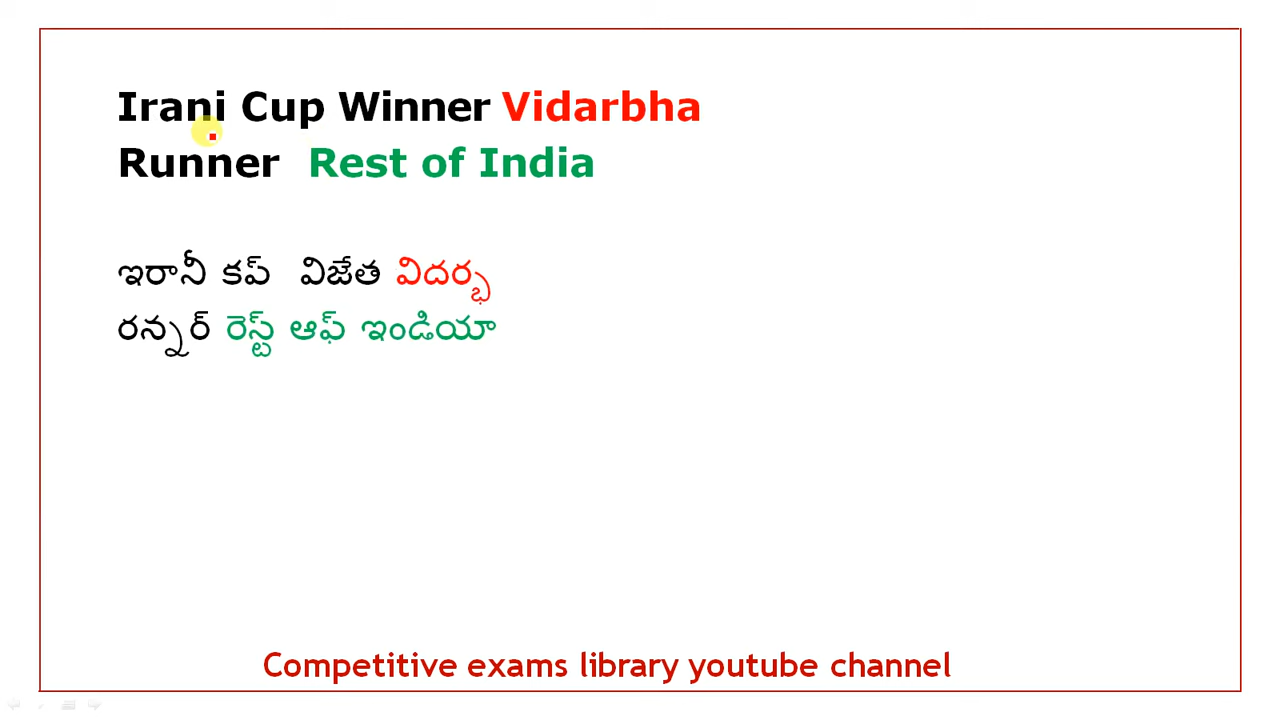 Irani Cup Winner Vidarbha
Runner Rest of India
ఇరానీ కప్ విజేత విదర్భ
రన్నర్ రెస్ట్ ఆఫ్ ఇండియా
Competitive exams library youtube channel